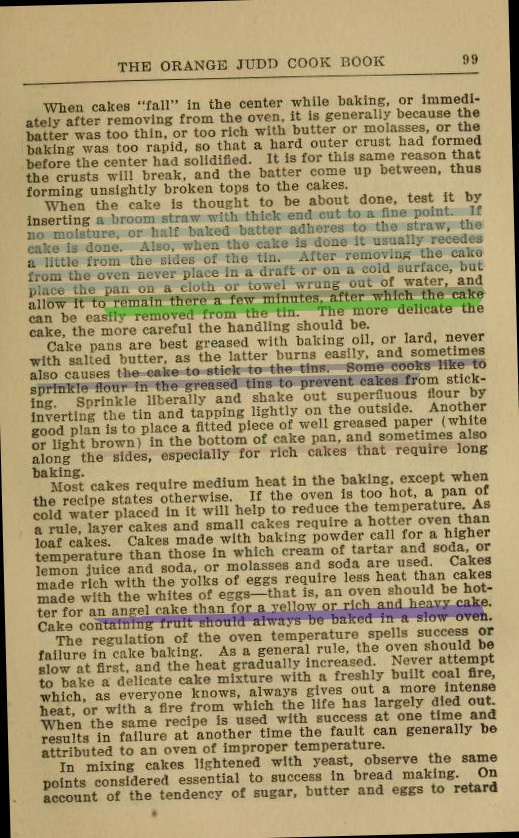 THE ORANGE JUDD COOK BOOK 99
When cakes "fall" in the center while baking, or immedi-
ately after removing from the oven, it is generally because the
batter was too thin, or too rich with butter or molasses, or the
baking was too rapid, so that a hard outer crust had formed
before the center had solidified. It is for this same reason that
the crusts will break, and the batter come up between, thus
forming unsightly broken tops to the cakes.
When the cake is thought to be about done, test it by
inserting a broom straw with thick end cut to a fine point. If
no moisture, or half baked batter adheres to the straw, the
cake is done. Also, when the cake is done it usually recedes
a little from the sides of the tin. After removing the cake
from the oven never place in a draft or on a cold surface, but
place the pan on a cloth or towel wrung out of water, and
allow it to remain there a few minutes, after which the cake
can be easily removed from the tin. The more delicate the
cake, the more careful the handling should be.
Cake pans are best greased with baking oil, or lard, never
with salted butter, as the latter burns easily, and sometimes
also causes the cake to stick to the tins. Some cooks like to
sprinkle flour in the greased tins to prevent cakes from stick-
ing. Sprinkle liberally and shake out superfluous flour by
inverting the tin and tapping lightly on the outside. Another
good plan is to place a fitted piece of well greased paper (white
or light brown) in the bottom of cake pan, and sometimes also
along the sides, especially for rich cakes that require long
baking.
Most cakes require medium heat in the baking, except when
the recipe states otherwise. If the oven is too hot, a pan of
cold water placed in it will help to reduce the temperature. As
a rule, layer cakes and small cakes require a hotter oven than
loaf cakes. Cakes made with baking powder call for a higher
temperature than those in which cream of tartar and soda, or
lemon juice and soda, or molasses and soda are used. Cakes
made rich with the yolks of eggs require less heat than cakes
made with the whites of eggs—that is, an oven should be hot-
ter for an angel cake than for a yellow or rich and heavy cake.
Cake containing fruit should always be baked in a slow oven.
The regulation of the oven temperature spells success or
failure in cake baking. As a general rule, the oven should be
slow at first, and the heat gradually increased. Never attempt
to bake a delicate cake mixture with a freshly built coal fire,
which, as everyone knows, always gives out a more intense
heat, or with a fire from which the life has largely died out.
When the same recipe is used with success at one time and
results in failure at another time the fault can generally be
attributed to an oven of improper temperature.
In mixing cakes lightened with yeast, observe the same
points considered essential to success in bread making. On
account of the tendency of sugar, butter and eggs to retard